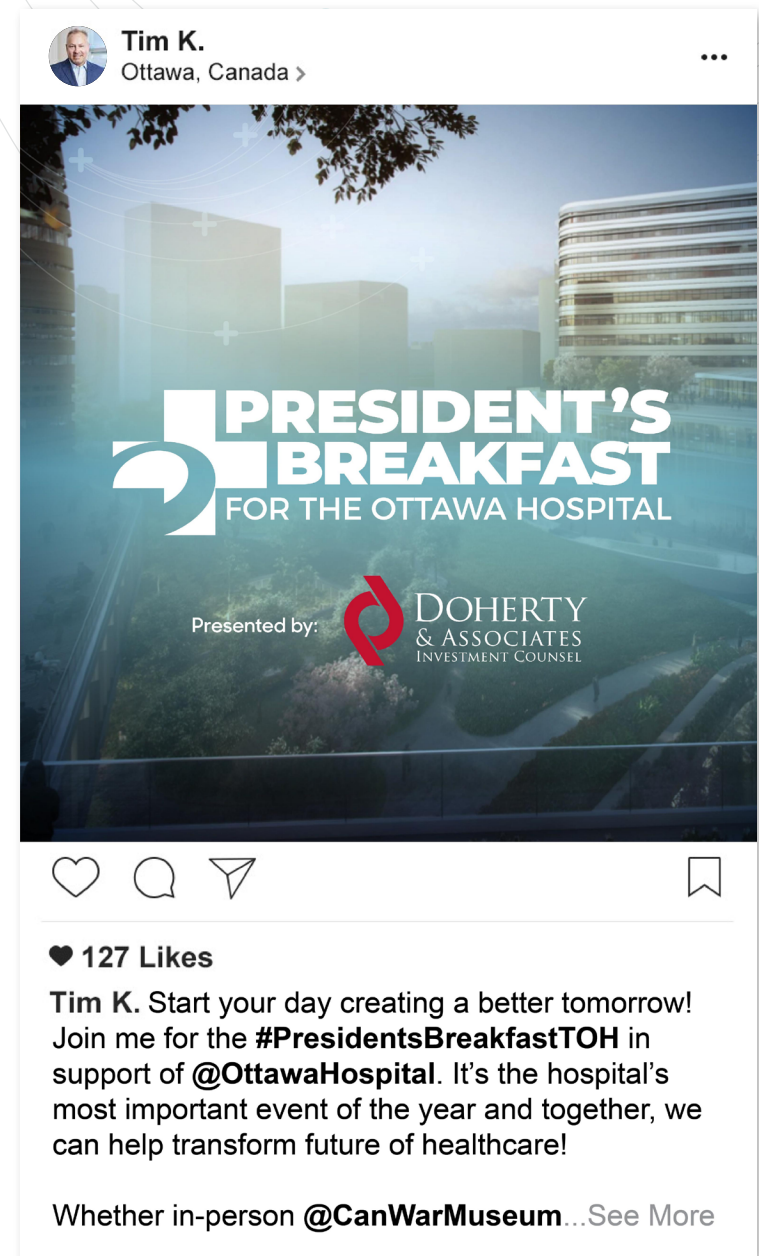 Tim K.
Ottawa, Canada >
PRESIDENT'S
BREAKFAST
FOR THE OTTAWA HOSPITAL
Presented by:
DOHERTY
& ASSOCIATES
INVESTMENT COUNSEL
127 Likes
Tim K. Start your day creating a better tomorrow!
Join me for the #PresidentsBreakfastTOH in
support of @OttawaHospital. It's the hospital's
most important event of the year and together, we
can help transform future of healthcare!
Whether in-person @CanWarMuseum...See More